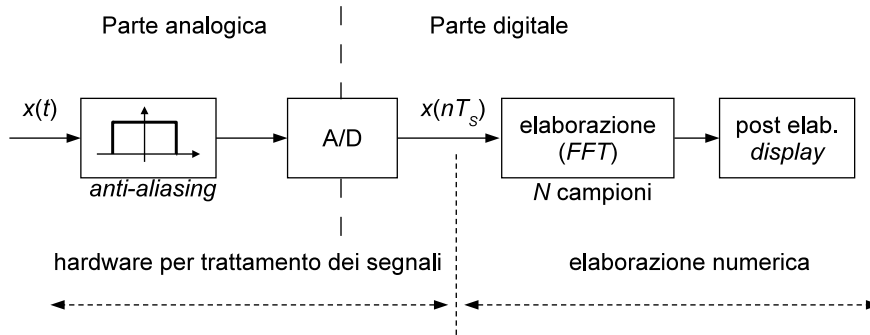 Parte analogica
Parte digitale
x(t)
anti-aliasing
A/D
x(nT_S)
elaborazione
(FFT)
N campioni
post elab.
display
hardware per trattamento dei segnali
elaborazione numerica